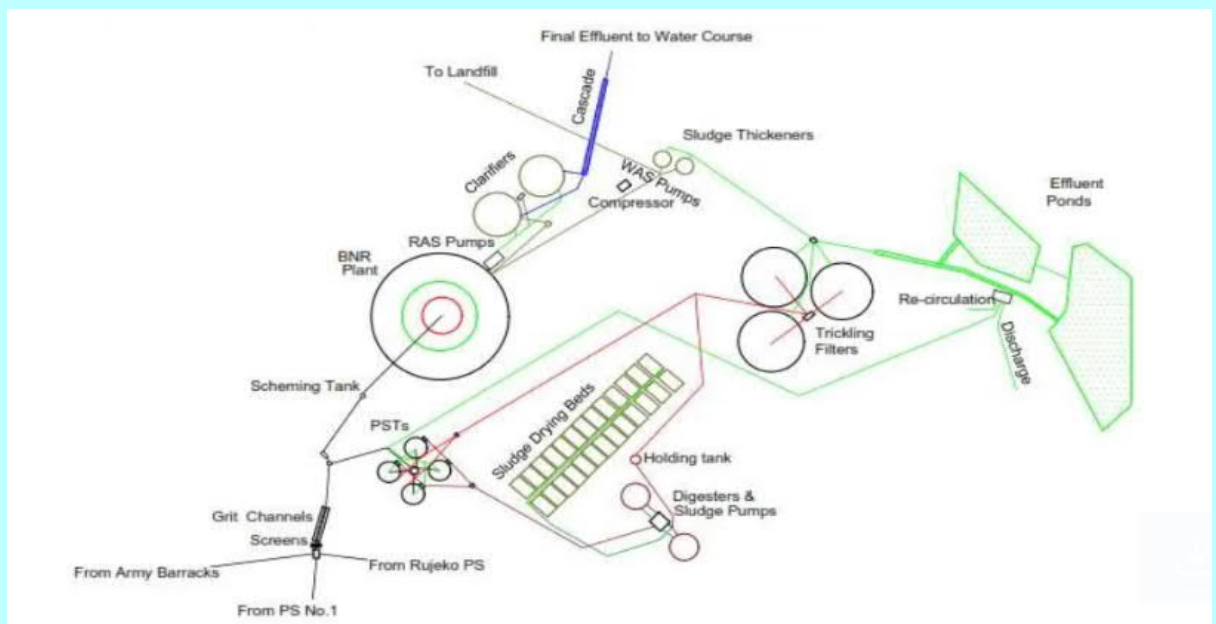 Final Effluent to Water Course
To Landfill
Cascade
Sludge Thickeners
Clarifiers
WAS Pumps
Compressor
Effluent
Ponds
RAS Pumps
BNR
Plant
Re-circulation
Trickling
Filters
Discharge
Scheming Tank
PSTs
Sludge Drying Beds
Holding tank
Digesters &
Sludge Pumps
Grit Channels
Screens
From Army Barracks
From Rujeko PS
From PS No.1